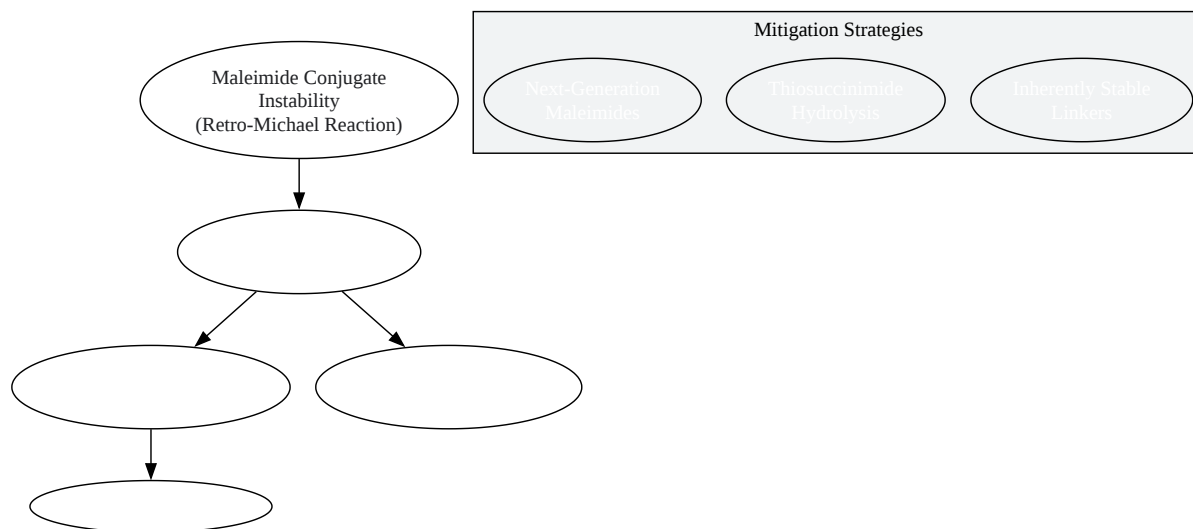 Mitigation Strategies
Maleimide Conjugate
Instability
(Retro-Michael Reaction)
Next-Generation
Maleimides
Thiosuccinimide
Hydrolysis
Inherently Stable
Linkers